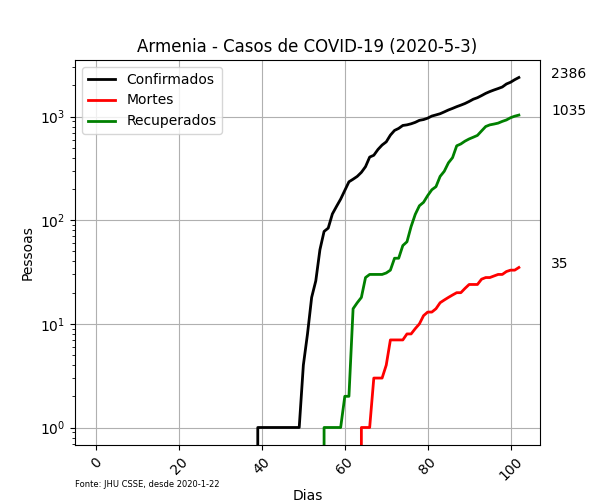 Armenia - Casos de COVID-19 (2020-5-3)
Confirmados
Mortes
Recuperados
2386
1035
35
10³
10²
10¹
10⁰
Pessoas
0
20
40
60
80
100
Dias
Fonte: JHU CSSE, desde 2020-1-22